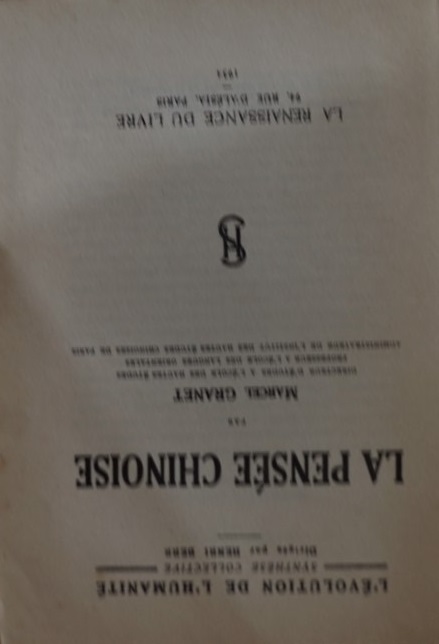 L'ÉVOLUTION DE L'HUMANITÉ
SYNTHÈSE COLLECTIVE
Dirigée par HENRI BERR
LA PENSÉE CHINOISE
PAR
MARCEL GRANET
DIRECTEUR D'ÉTUDES A L'ÉCOLE DES HAUTES ÉTUDES
PROFESSEUR A L'ÉCOLE DES LANGUES ORIENTALES
ADMINISTRATEUR DE L'INSTITUT DES HAUTES ÉTUDES CHINOISES DE PARIS
LA RENAISSANCE DU LIVRE
94, RUE D'ALÉSIA, PARIS
1934